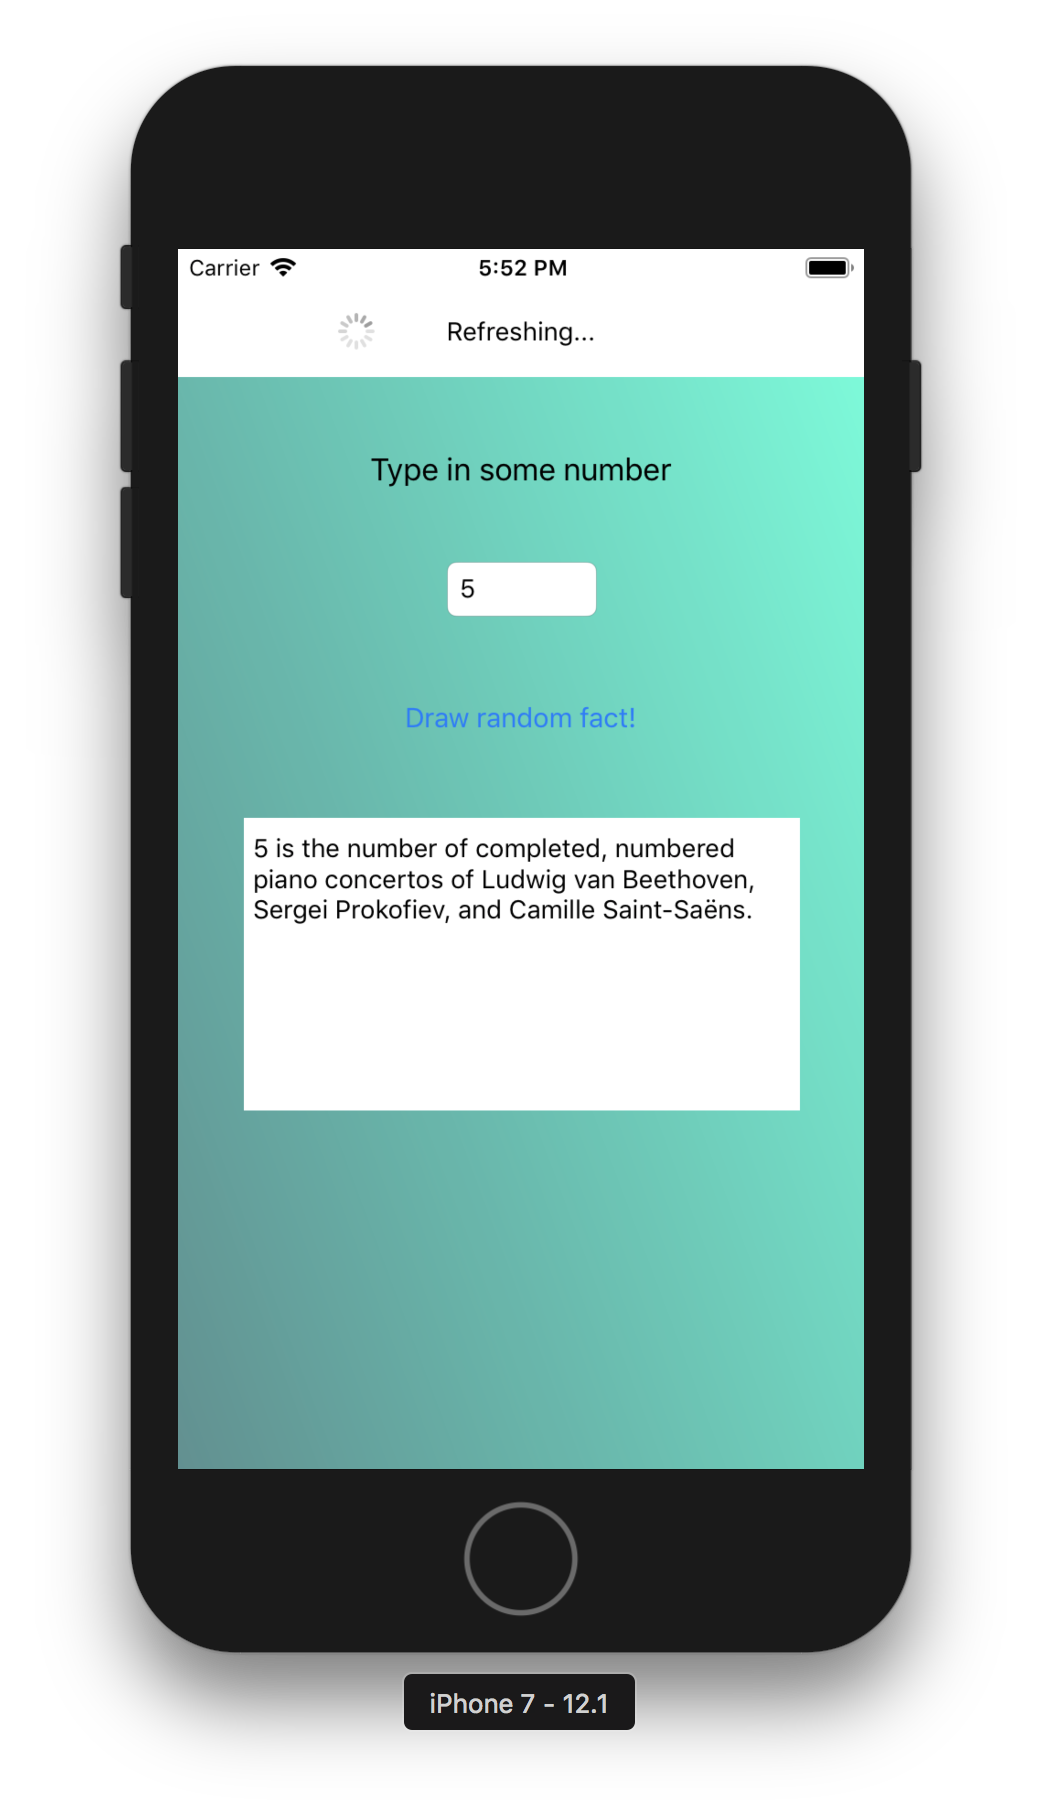 Carrier 5:52 PM
Refreshing...
Type in some number
5
Draw random fact!
5 is the number of completed, numbered
piano concertos of Ludwig van Beethoven,
Sergei Prokofiev, and Camille Saint-Saëns.
iPhone 7 - 12.1